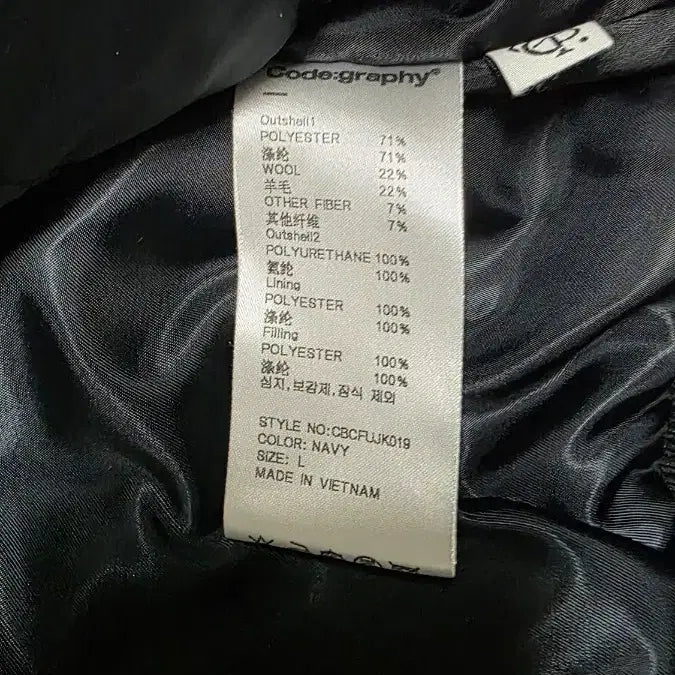 Code:graphy®
Outshell1
POLYESTER 71%
涤纶 71%
WOOL 22%
羊毛 22%
OTHER FIBER 7%
其他纤维 7%
Outshell2
POLYURETHANE 100%
氨纶 100%
Lining
POLYESTER 100%
涤纶 100%
Filling
POLYESTER 100%
涤纶 100%
심지,보강제,장식 제외
STYLE NO:CBCFUJK019
COLOR: NAVY
SIZE: L
MADE IN VIETNAM